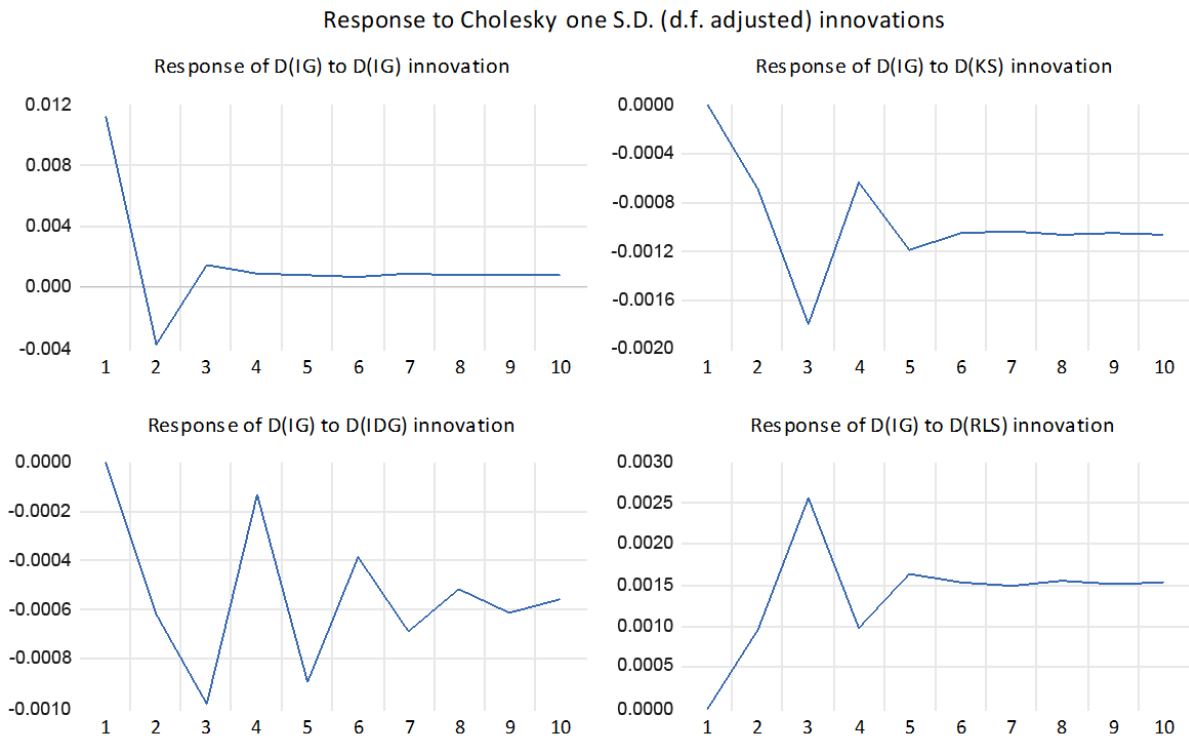 Response to Cholesky one S.D. (d.f. adjusted) innovations
Response of D(IG) to D(IG) innovation
0.012
0.008
0.004
0.000
-0.004
1 2 3 4 5 6 7 8 9 10
Response of D(IG) to D(KS) innovation
0.0000
-0.0004
-0.0008
-0.0012
-0.0016
-0.0020
1 2 3 4 5 6 7 8 9 10
Response of D(IG) to D(IDG) innovation
0.0000
-0.0002
-0.0004
-0.0006
-0.0008
-0.0010
1 2 3 4 5 6 7 8 9 10
Response of D(IG) to D(RLS) innovation
0.0030
0.0025
0.0020
0.0015
0.0010
0.0005
0.0000
1 2 3 4 5 6 7 8 9 10